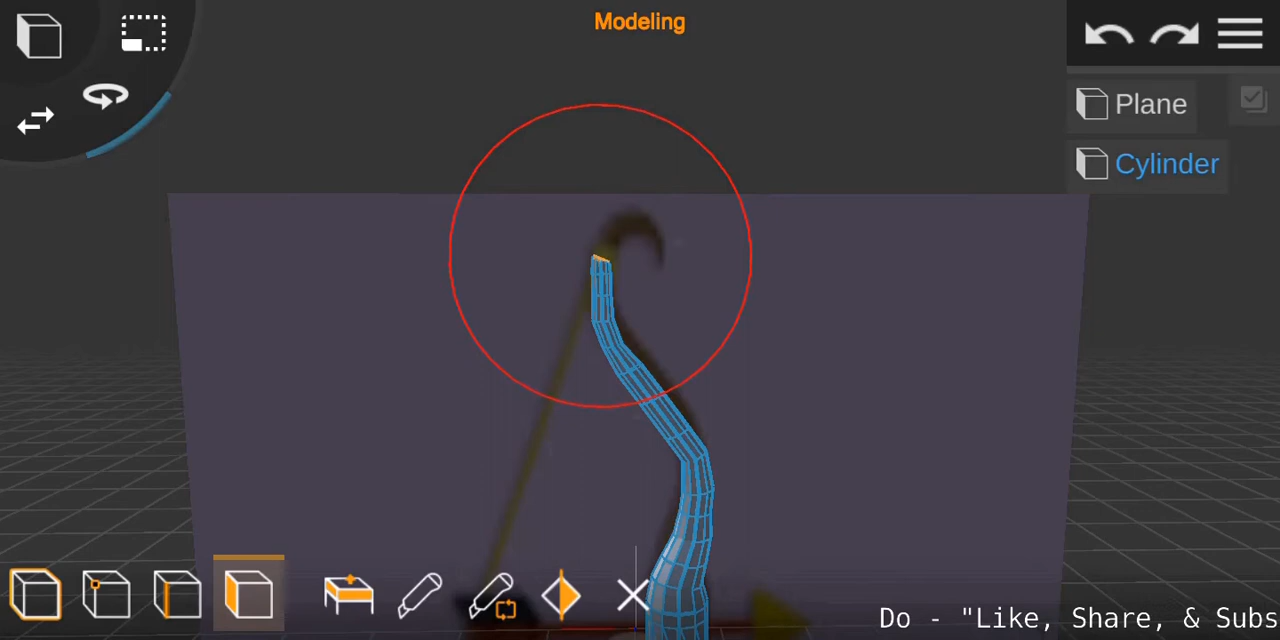 Modeling
Plane
Cylinder
Do - "Like, Share, & Subs